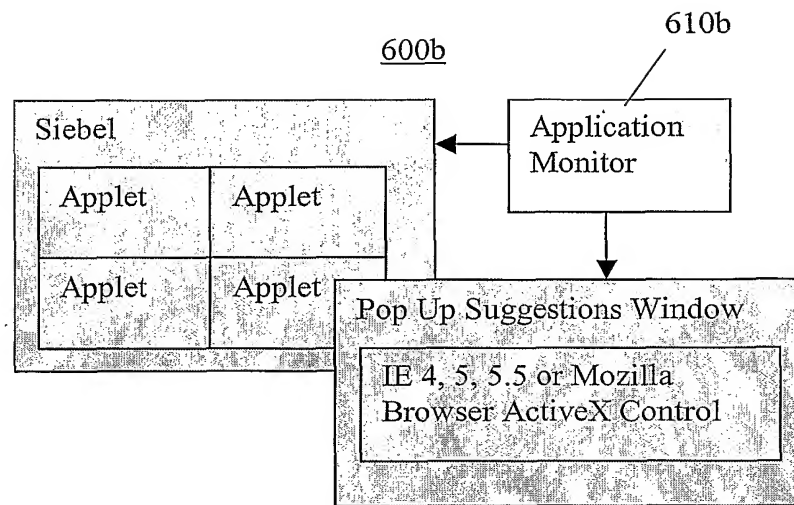 600b
610b
Siebel
Application
Monitor
Applet
Applet
Applet
Applet
Pop Up Suggestions Window
IE 4, 5, 5.5 or Mozilla
Browser ActiveX Control